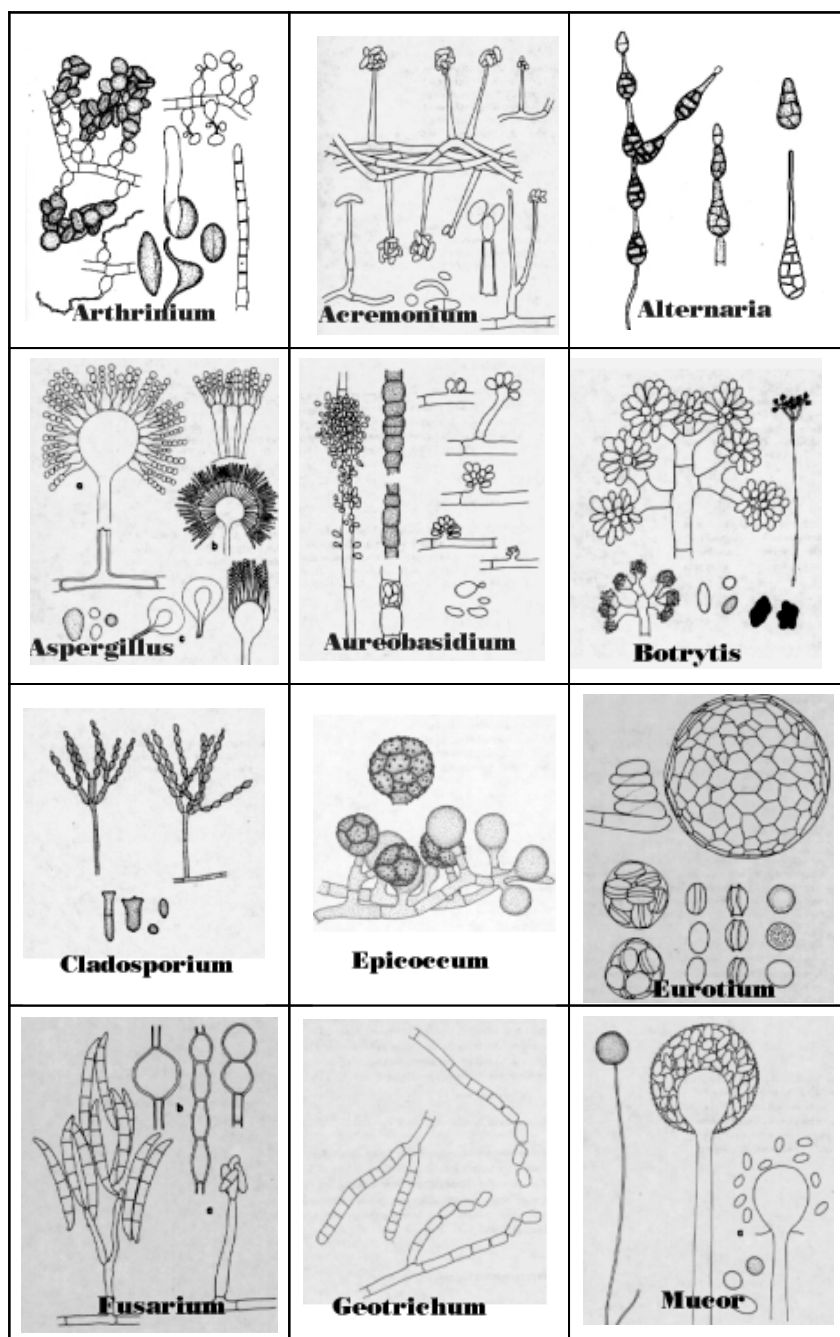 Arthrinium
Acremonium
Alternaria
a
b
c
Aspergillus
Aureobasidium
Botrytis
Cladosporium
Epicoccum
Eurotium
b
Fusarium
Geotrichum
Mucor